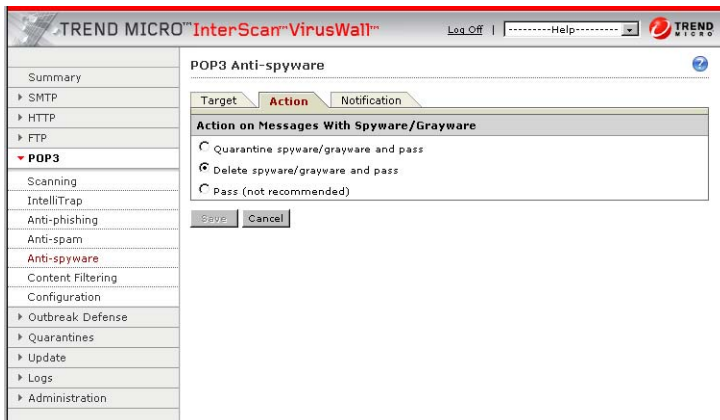 TREND MICRO™ InterScan™ VirusWall™
Log Off | ---------Help---------
TREND MICRO
Summary
SMTP
HTTP
FTP
POP3
Scanning
IntelliTrap
Anti-phishing
Anti-spam
Anti-spyware
Content Filtering
Configuration
Outbreak Defense
Quarantines
Update
Logs
Administration
POP3 Anti-spyware
?
Target
Action
Notification
Action on Messages With Spyware/Grayware
Quarantine spyware/grayware and pass
Delete spyware/grayware and pass
Pass (not recommended)
Save
Cancel